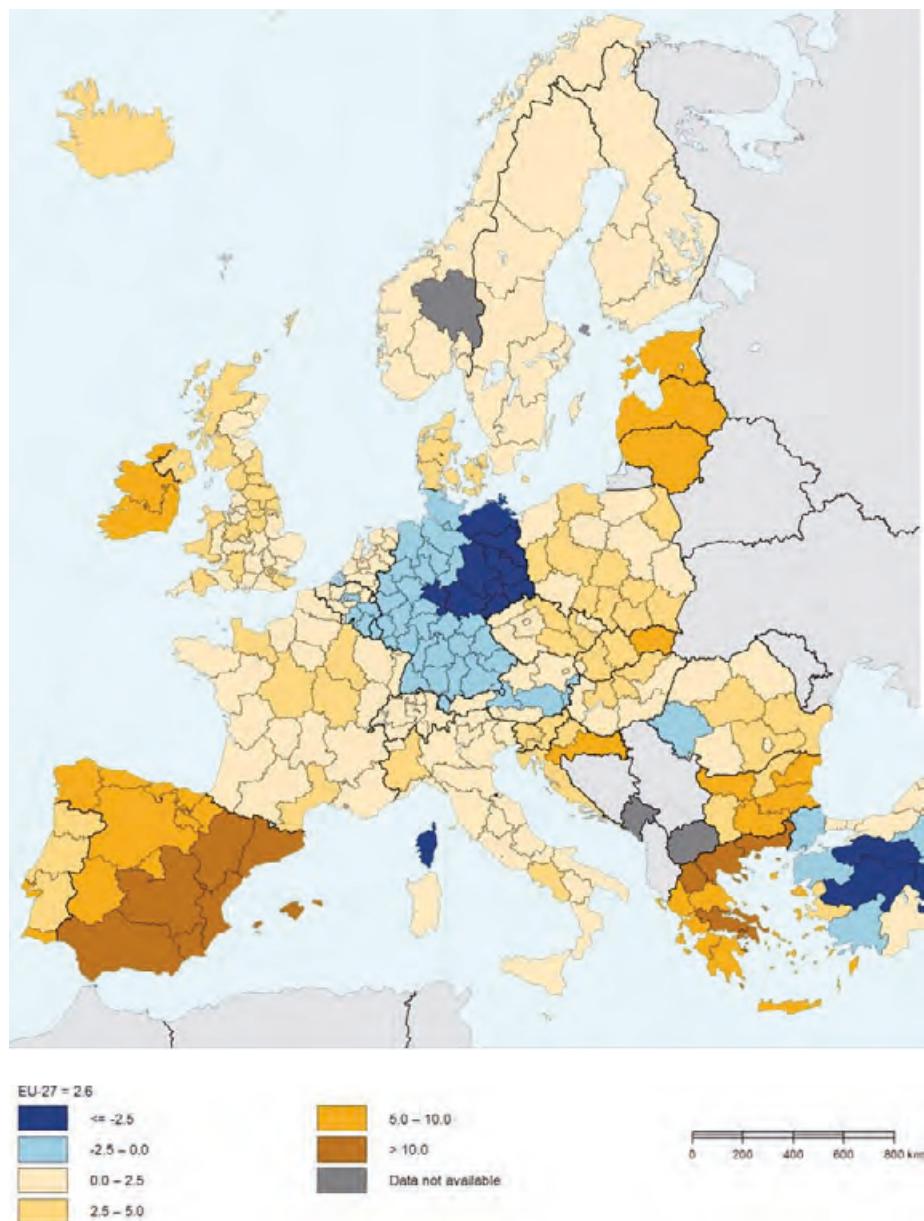 EU-27 = 2.6
<= -2.5
-2.5 – 0.0
0.0 – 2.5
2.5 – 5.0
5.0 – 10.0
> 10.0
Data not available
0 200 400 600 800 km